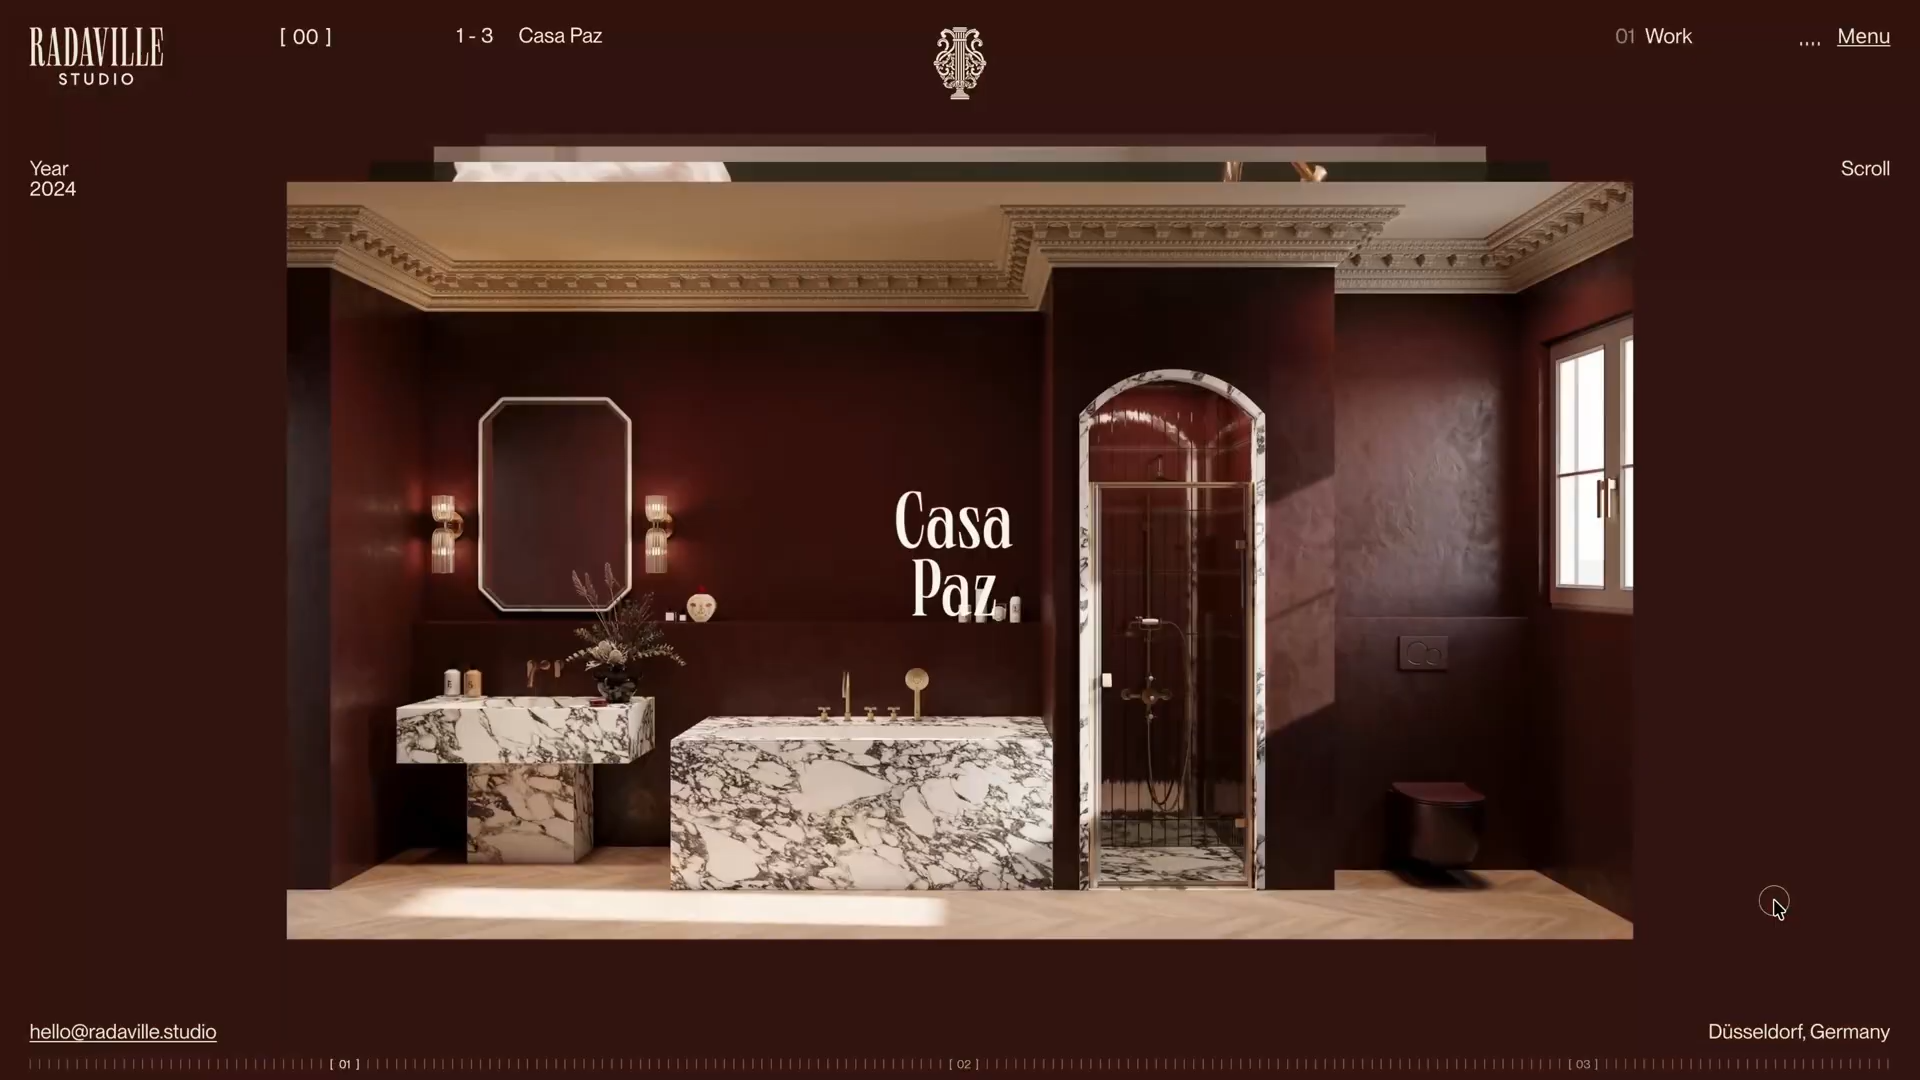 RADAVILLE
STUDIO
[ 00 ]
1 - 3 Casa Paz
01 Work
.... Menu
Year
2024
Scroll
Casa
Paz
hello@radaville.studio
Düsseldorf, Germany
[ 01 ]
[ 02 ]
[ 03 ]